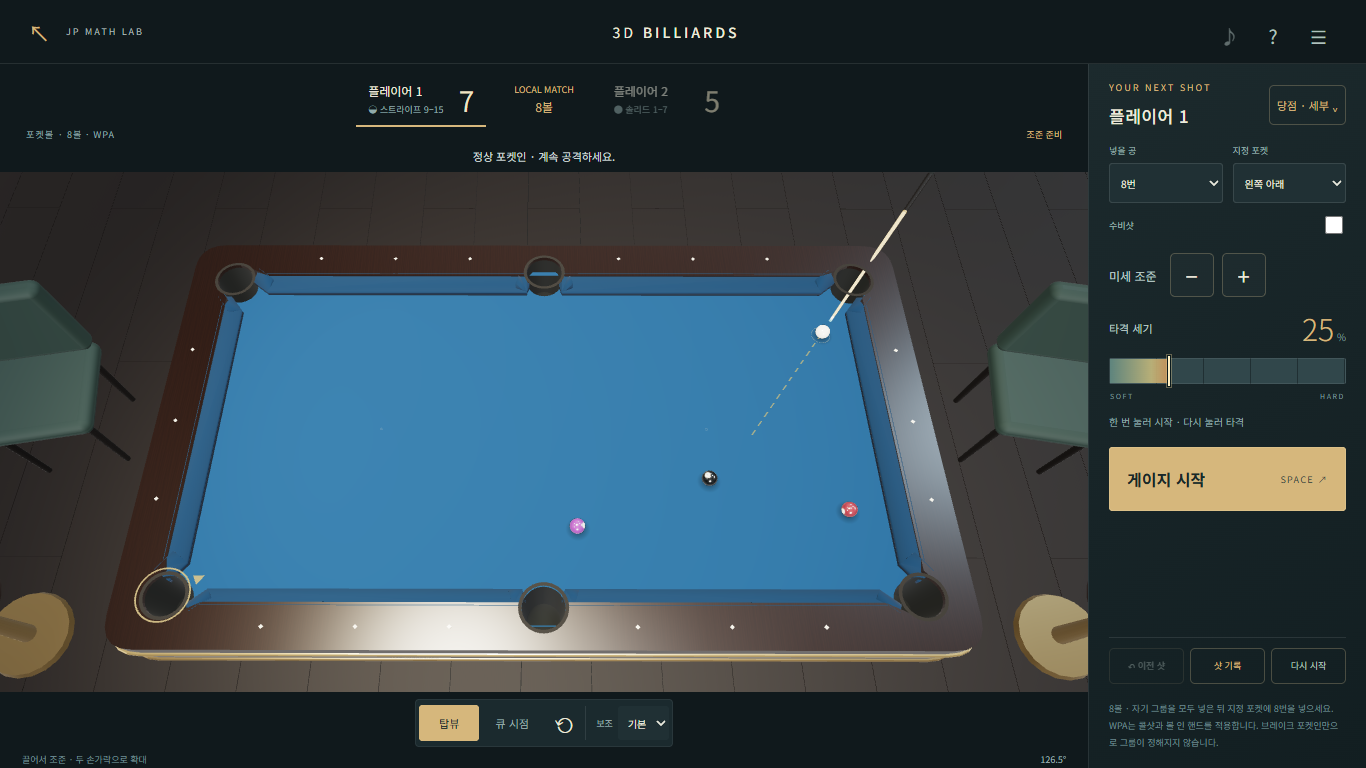 JP MATH LAB
3D BILLIARDS
?
플레이어 1
스트라이프 9–15
7
LOCAL MATCH
8볼
플레이어 2
솔리드 1–7
5
포켓볼 · 8볼 · WPA
조준 준비
정상 포켓인 · 계속 공격하세요.
YOUR NEXT SHOT
플레이어 1
당점 · 세부
넣을 공
지정 포켓
8번
왼쪽 아래
수비샷
미세 조준
−
+
타격 세기
25%
SOFT
HARD
한 번 눌러 시작 · 다시 눌러 타격
게이지 시작
SPACE ↗
↶ 이전 샷
샷 기록
다시 시작
8볼 · 자기 그룹을 모두 넣은 뒤 지정 포켓에 8번을 넣으세요.
WPA는 콜샷과 볼 인 핸드를 적용합니다. 브레이크 포켓인만으
로 그룹이 정해지지 않습니다.
탑뷰
큐 시점
보조
기본
끌어서 조준 · 두 손가락으로 확대
126.5°